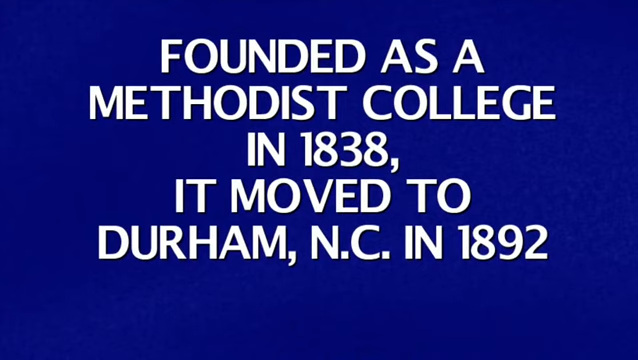 FOUNDED AS A
METHODIST COLLEGE
IN 1838,
IT MOVED TO
DURHAM, N.C. IN 1892